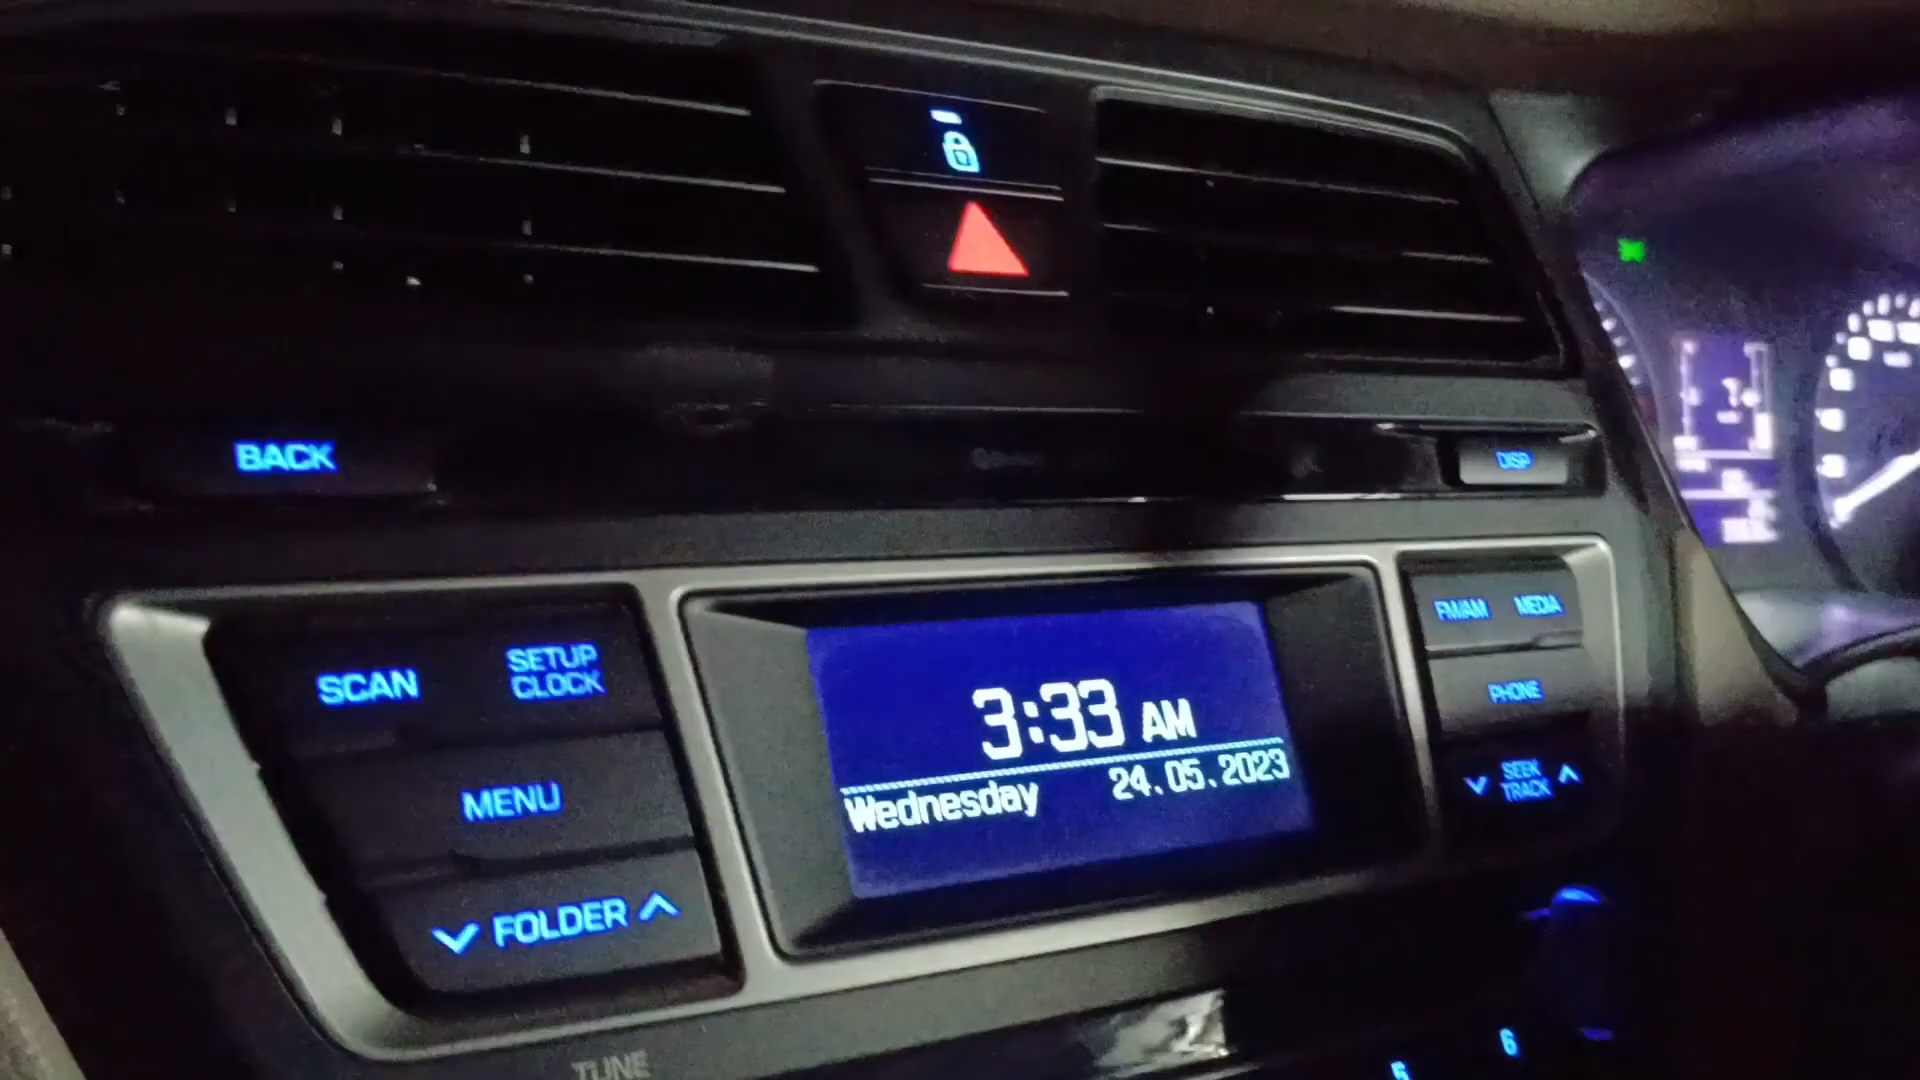 BACK
DISP
SCAN
SETUP
CLOCK
MENU
FOLDER
3:33 AM
Wednesday 24.05.2023
FM/AM MEDIA
PHONE
SEEK
TRACK
TUNE
5
6